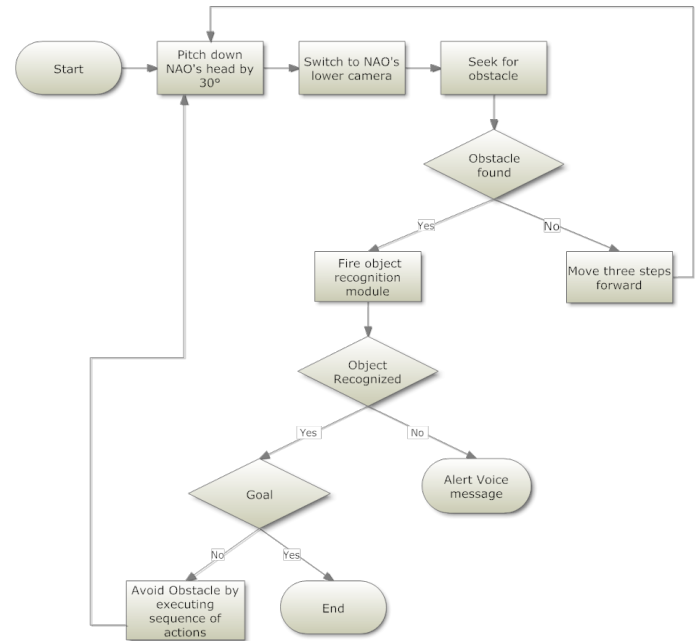 Start
Pitch down
NAO's head by
30°
Switch to NAO's
lower camera
Seek for
obstacle
Obstacle
found
Yes
No
Fire object
recognition
module
Move three steps
forward
Object
Recognized
Yes
No
Goal
Alert Voice
message
No
Yes
Avoid Obstacle by
executing
sequence of
actions
End